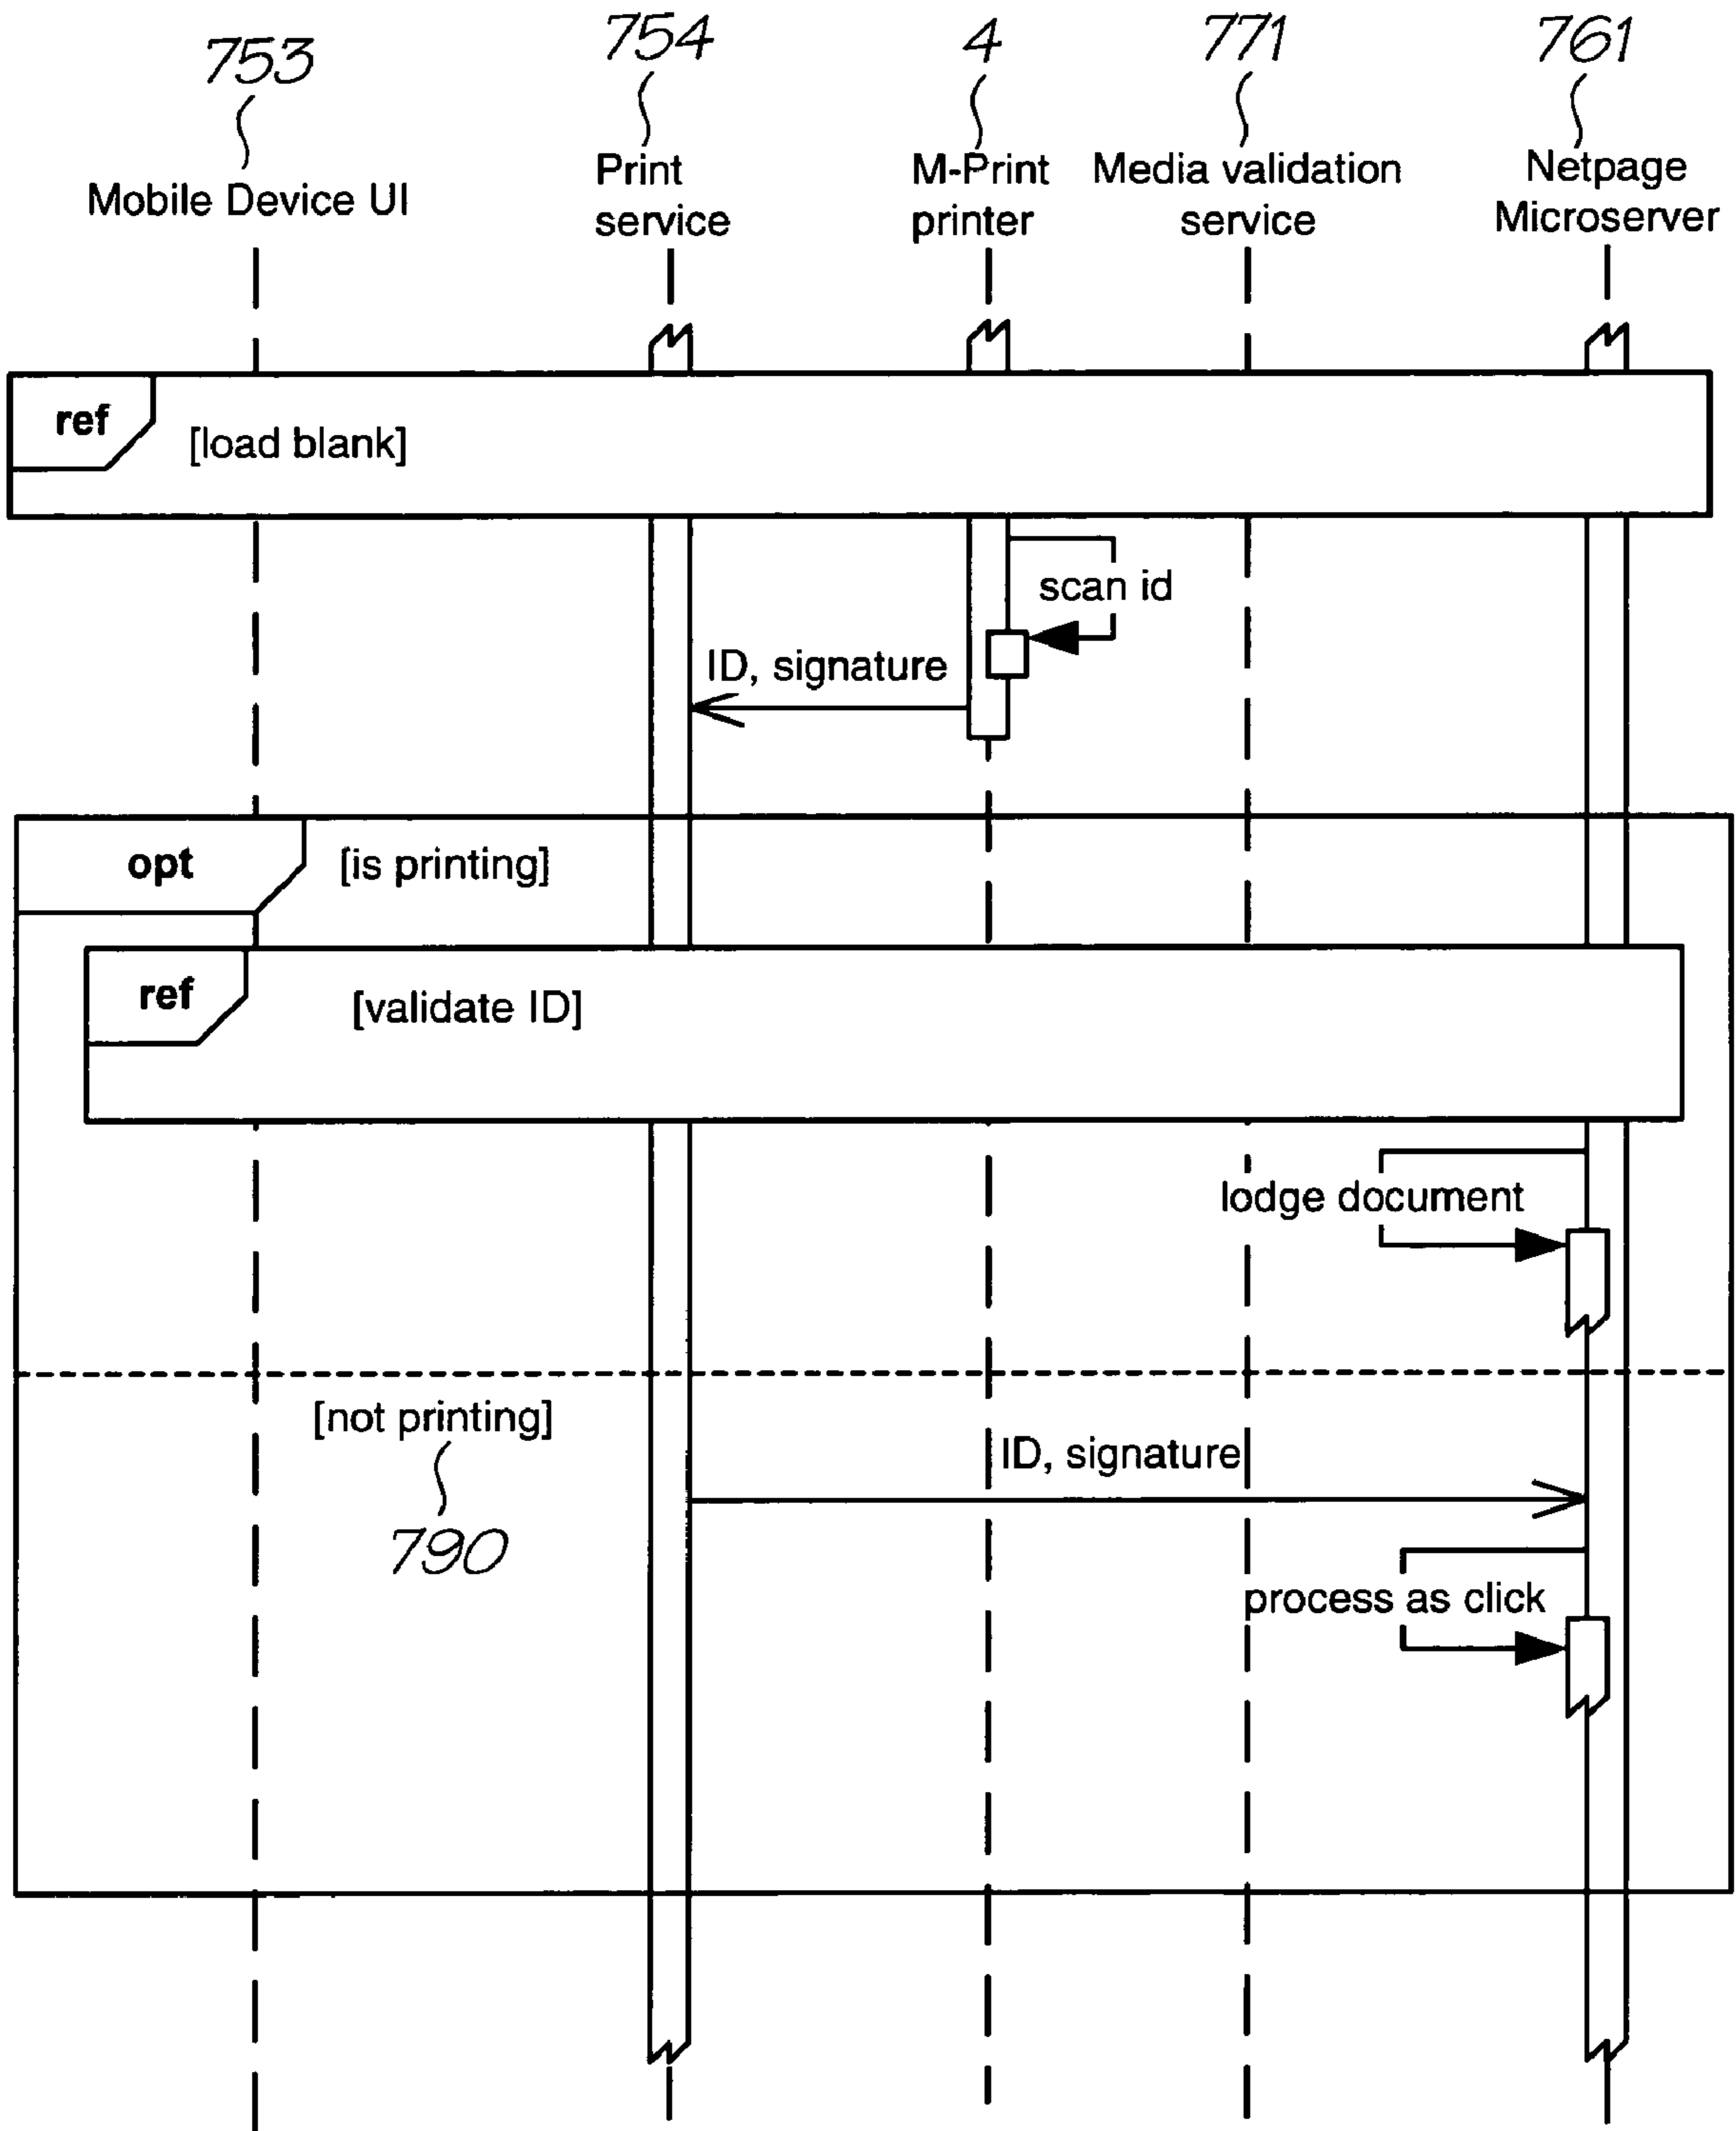 753
754
4
771
761
Mobile Device UI
Print
service
M-Print
printer
Media validation
service
Netpage
Microserver
ref
[load blank]
scan id
ID, signature
opt
[is printing]
ref
[validate ID]
lodge document
[not printing]
790
ID, signature
process as click